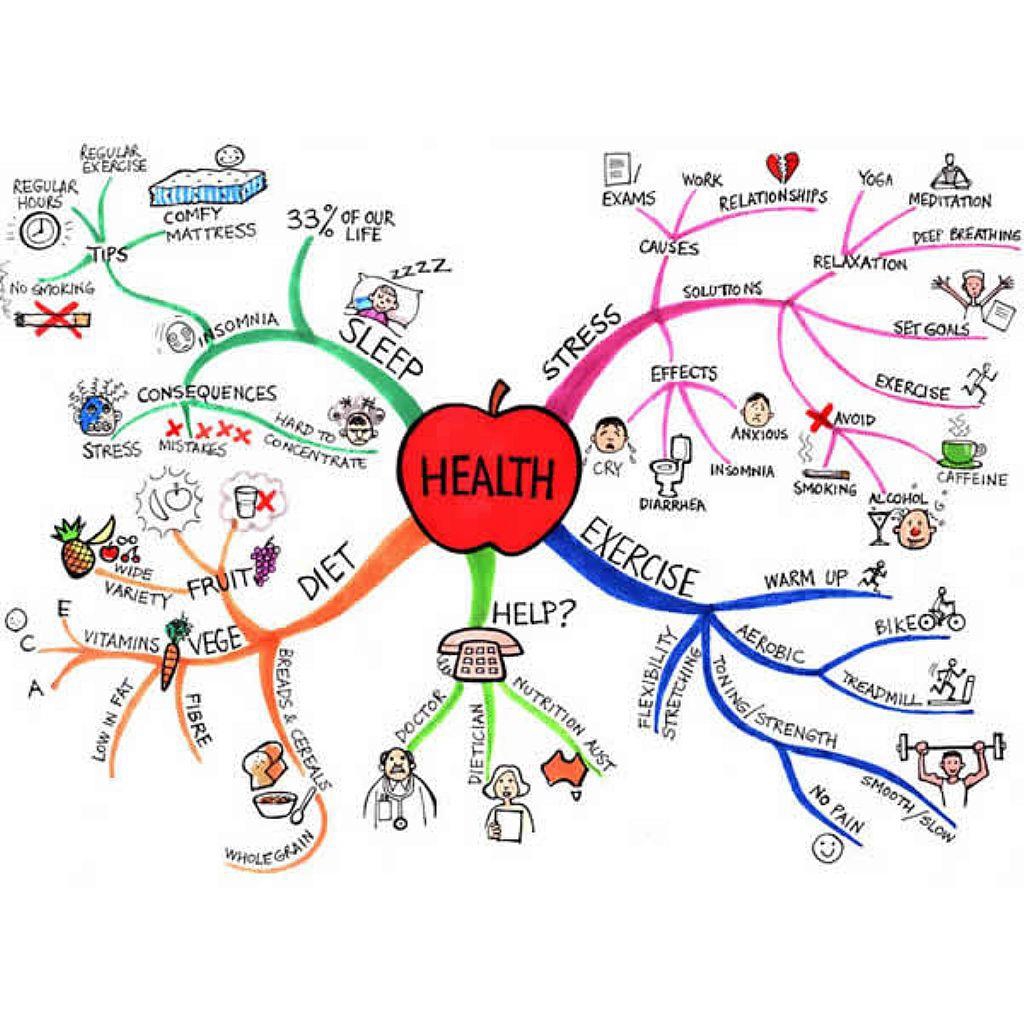 HEALTH
SLEEP
33% OF OUR
LIFE
ZZZZ
INSOMNIA
TIPS
REGULAR
EXERCISE
REGULAR
HOURS
COMFY
MATTRESS
NO SMOKING
CONSEQUENCES
STRESS
MISTAKES
HARD TO
CONCENTRATE
STRESS
CAUSES
EXAMS
WORK
RELATIONSHIPS
SOLUTIONS
RELAXATION
YOGA
MEDITATION
DEEP BREATHING
SET GOALS
EXERCISE
AVOID
SMOKING
ALCOHOL
CAFFEINE
EFFECTS
CRY
DIARRHEA
INSOMNIA
ANXIOUS
EXERCISE
WARM UP
AEROBIC
BIKE
TREADMILL
TONING/STRENGTH
SMOOTH/SLOW
NO PAIN
FLEXIBILITY
STRETCHING
HELP?
DOCTOR
DIETICIAN
NUTRITION AUST
DIET
FRUIT
WIDE
VARIETY
VEGE
VITAMINS
E
C
A
LOW IN FAT
FIBRE
BREADS & CEREALS
WHOLEGRAIN